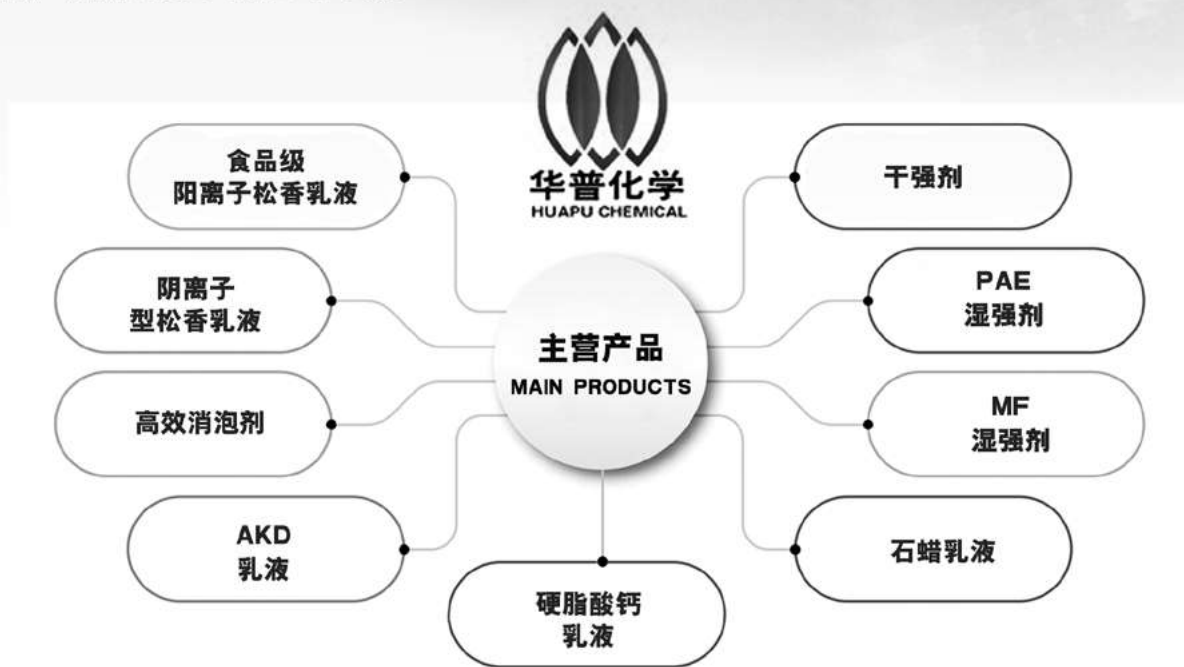 华普化学
HUAPU CHEMICAL
主营产品
MAIN PRODUCTS
食品级
阳离子松香乳液
阴离子
型松香乳液
高效消泡剂
AKD
乳液
硬脂酸钙
乳液
干强剂
PAE
湿强剂
MF
湿强剂
石蜡乳液